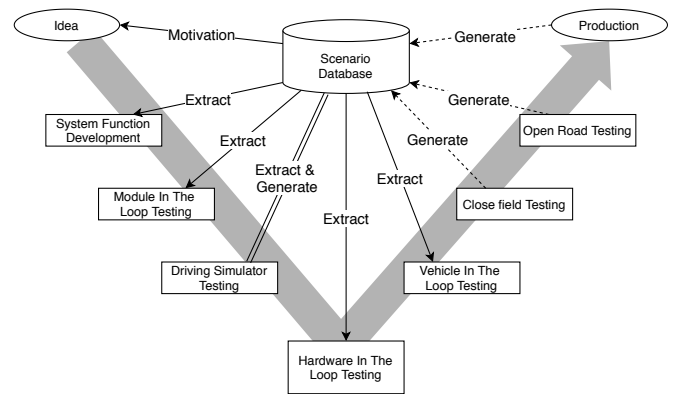 Idea
Production
Motivation
Generate
Scenario
Database
Extract
Generate
System Function
Development
Open Road Testing
Extract
Generate
Extract &
Generate
Extract
Module In The
Loop Testing
Close field Testing
Extract
Driving Simulator
Testing
Vehicle In The
Loop Testing
Hardware In The
Loop Testing